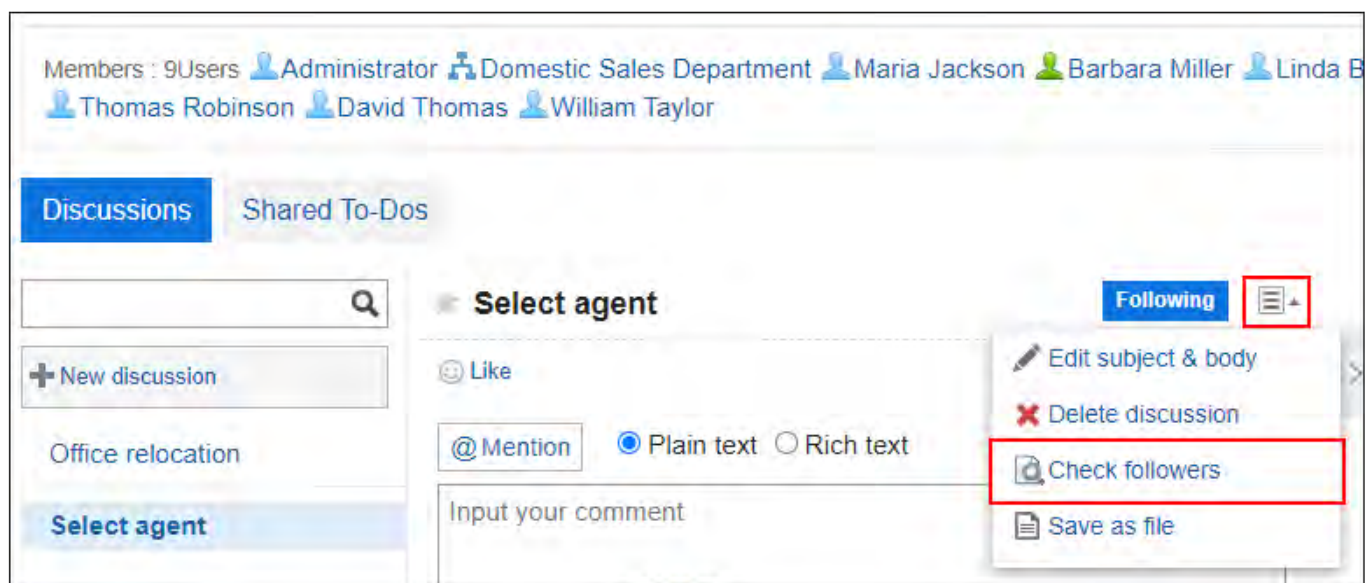 Members : 9Users Administrator Domestic Sales Department Maria Jackson Barbara Miller Linda B
Thomas Robinson David Thomas William Taylor
Discussions Shared To-Dos
Select agent Following
New discussion
Like
Edit subject & body
Delete discussion
Office relocation
@Mention Plain text Rich text
Check followers
Select agent
Input your comment
Save as file